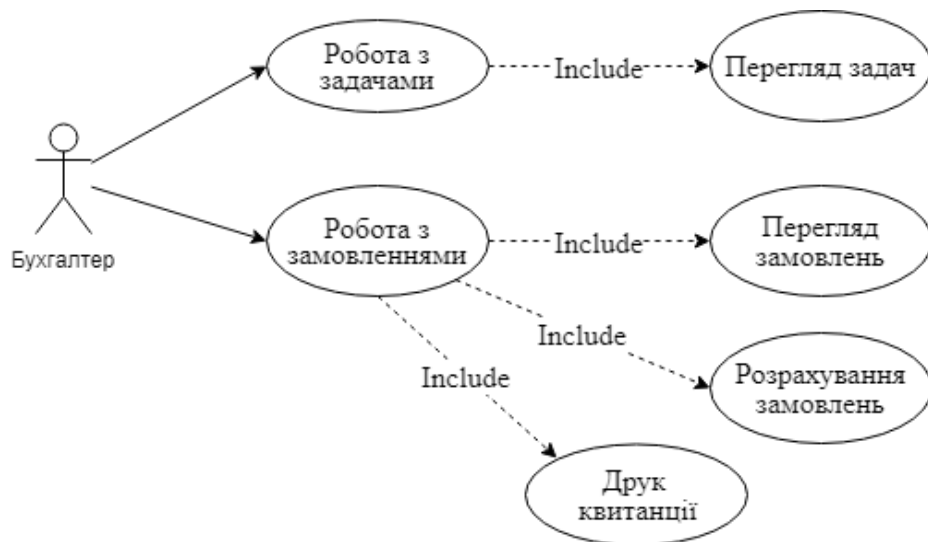 Робота з
задачами
Include
Перегляд задач
Бухгалтер
Робота з
замовленнями
Include
Перегляд
замовлень
Include
Розрахування
замовлень
Include
Друк
квитанції